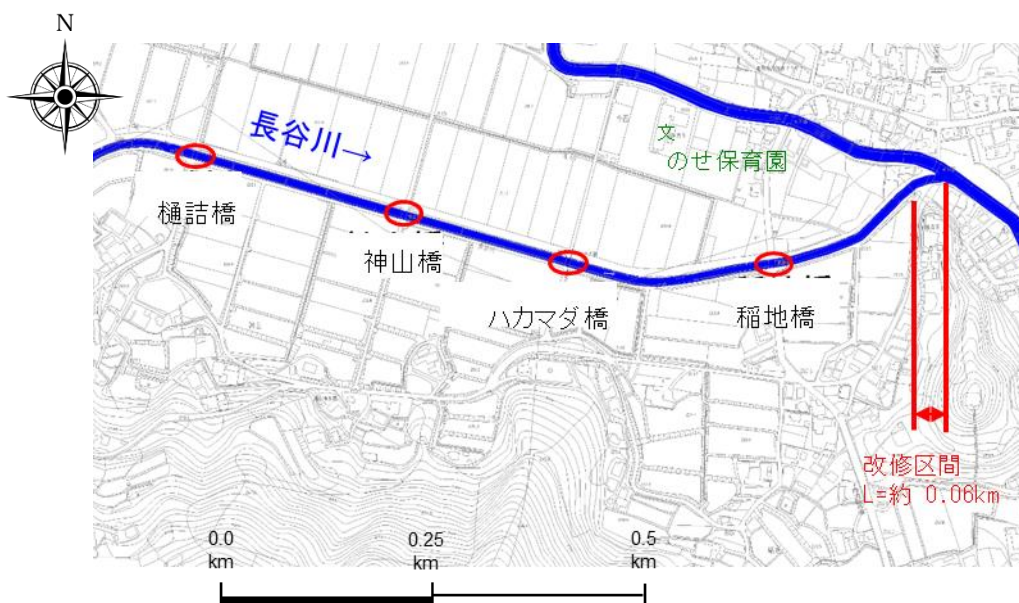 N
長谷川→
文
のせ保育園
樋詰橋
神山橋
ハカマダ橋
稲地橋
改修区間
L=約 0.06km
0.0
km
0.25
km
0.5
km